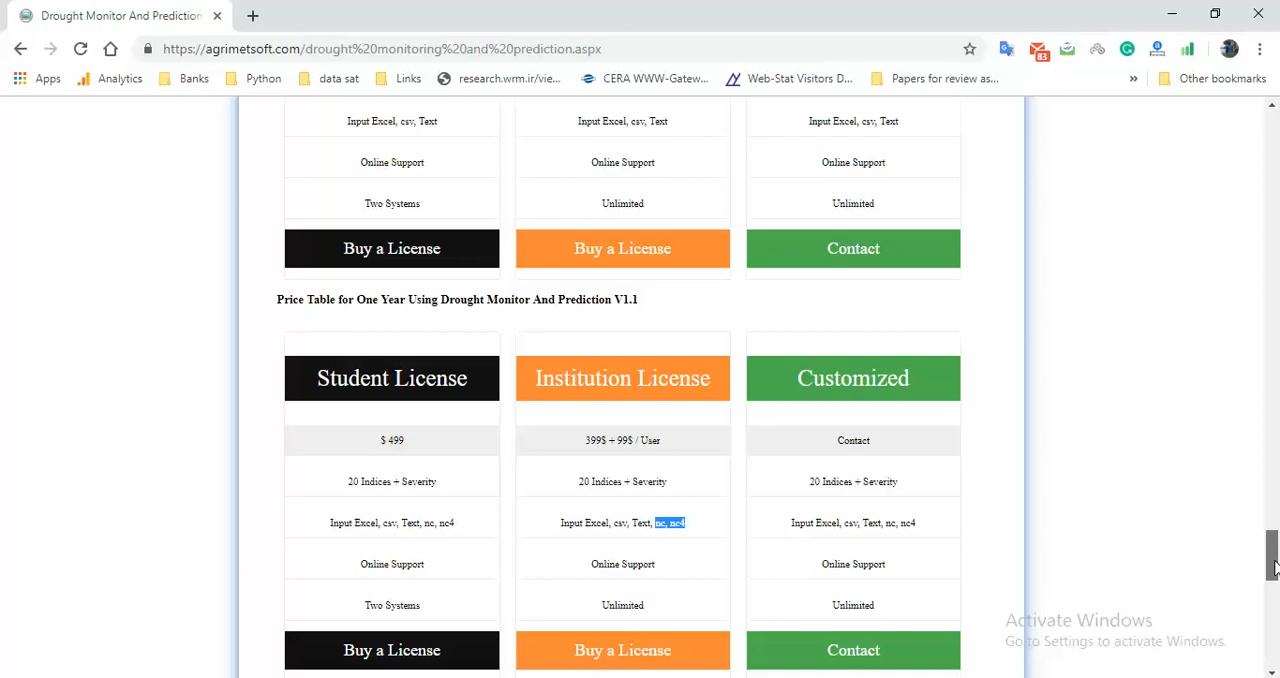 Drought Monitor And Prediction
https://agrimetsoft.com/drought%20monitoring%20and%20prediction.aspx
83
Apps Analytics Banks Python data sat Links research.wrm.ir/vie... CERA WWW-Gatew... Web-Stat Visitors D... Papers for review as... » Other bookmarks
Input Excel, csv, Text Input Excel, csv, Text Input Excel, csv, Text
Online Support Online Support Online Support
Two Systems Unlimited Unlimited
Buy a License Buy a License Contact
Price Table for One Year Using Drought Monitor And Prediction V1.1
Student License Institution License Customized
$ 499 399$ + 99$ / User Contact
20 Indices + Severity 20 Indices + Severity 20 Indices + Severity
Input Excel, csv, Text, nc, nc4 Input Excel, csv, Text, nc, nc4 Input Excel, csv, Text, nc, nc4
Online Support Online Support Online Support
Two Systems Unlimited Unlimited
Buy a License Buy a License Contact
Activate Windows
Go to Settings to activate Windows.